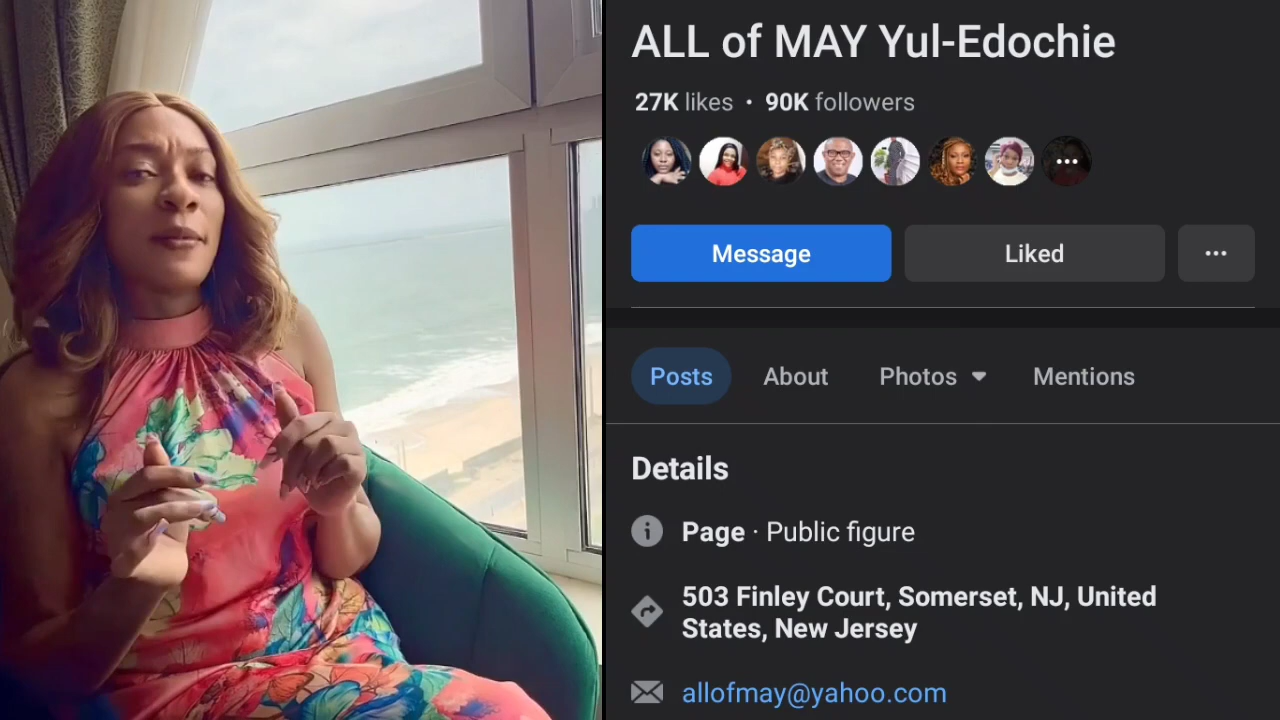 ALL of MAY Yul-Edochie
27K likes • 90K followers
Message
Liked
Posts
About
Photos
Mentions
Details
Page · Public figure
503 Finley Court, Somerset, NJ, United
States, New Jersey
allofmay@yahoo.com